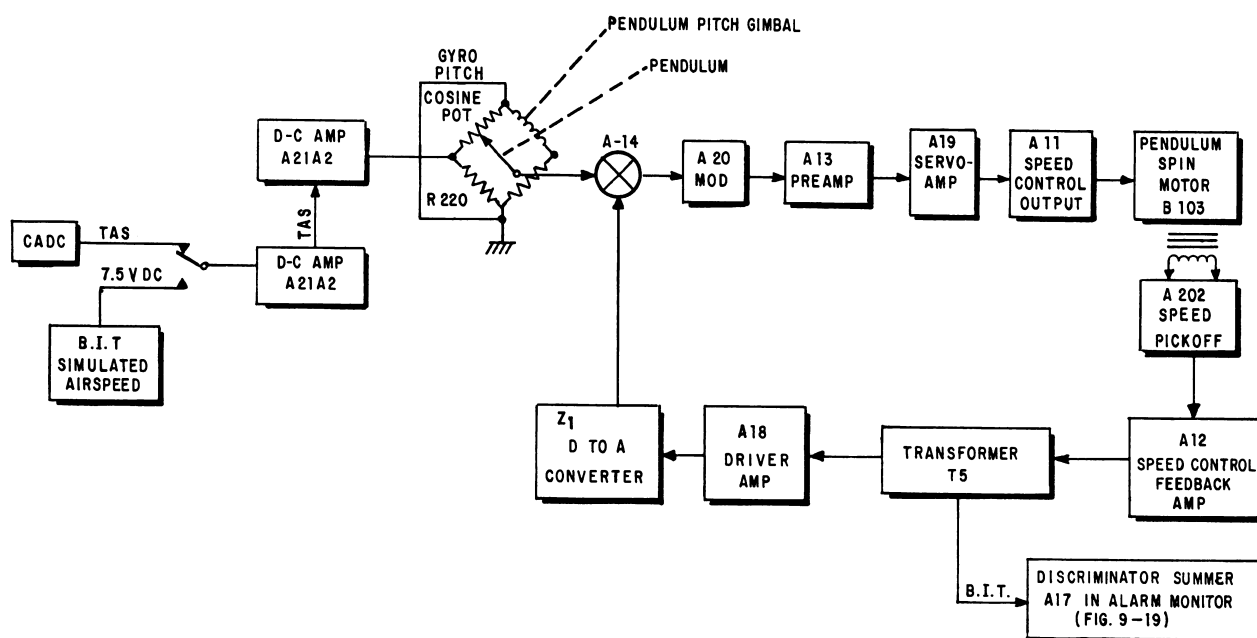 PENDULUM PITCH GIMBAL
PENDULUM
GYRO
PITCH
COSINE
POT
R 220
D-C AMP
A21A2
TAS
CADC
TAS
7.5 V DC
D-C AMP
A21A2
B.I.T
SIMULATED
AIRSPEED
A-14
A 20
MOD
A 13
PREAMP
A19
SERVO-
AMP
A 11
SPEED
CONTROL
OUTPUT
PENDULUM
SPIN
MOTOR
B 103
A 202
SPEED
PICKOFF
A12
SPEED CONTROL
FEEDBACK
AMP
TRANSFORMER
T5
A18
DRIVER
AMP
Z1
D TO A
CONVERTER
B.I.T.
DISCRIMINATOR SUMMER
A17 IN ALARM MONITOR
(FIG. 9-19)